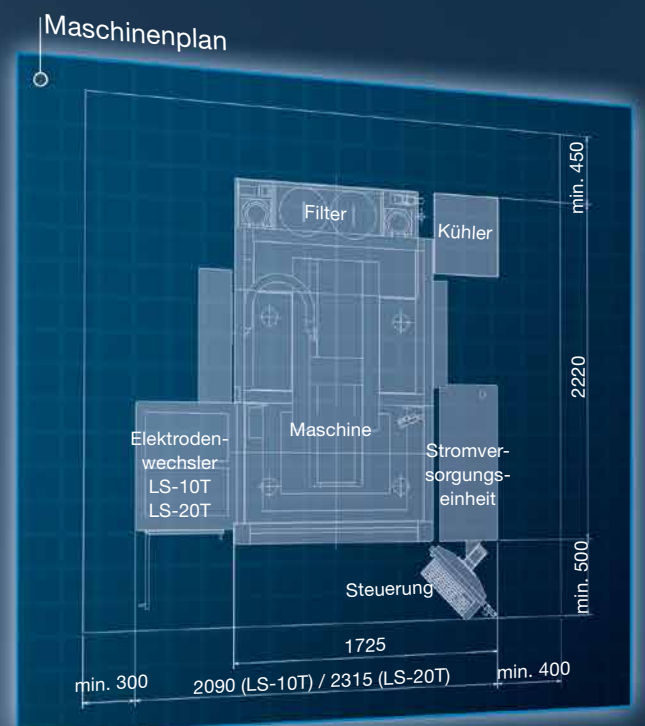 Maschinenplan
min. 450
Filter
Kühler
2220
Elektroden-
wechsler
LS-10T
LS-20T
Maschine
Stromver-
sorgungs-
einheit
Steuerung
min. 500
1725
min. 300
2090 (LS-10T) / 2315 (LS-20T)
min. 400